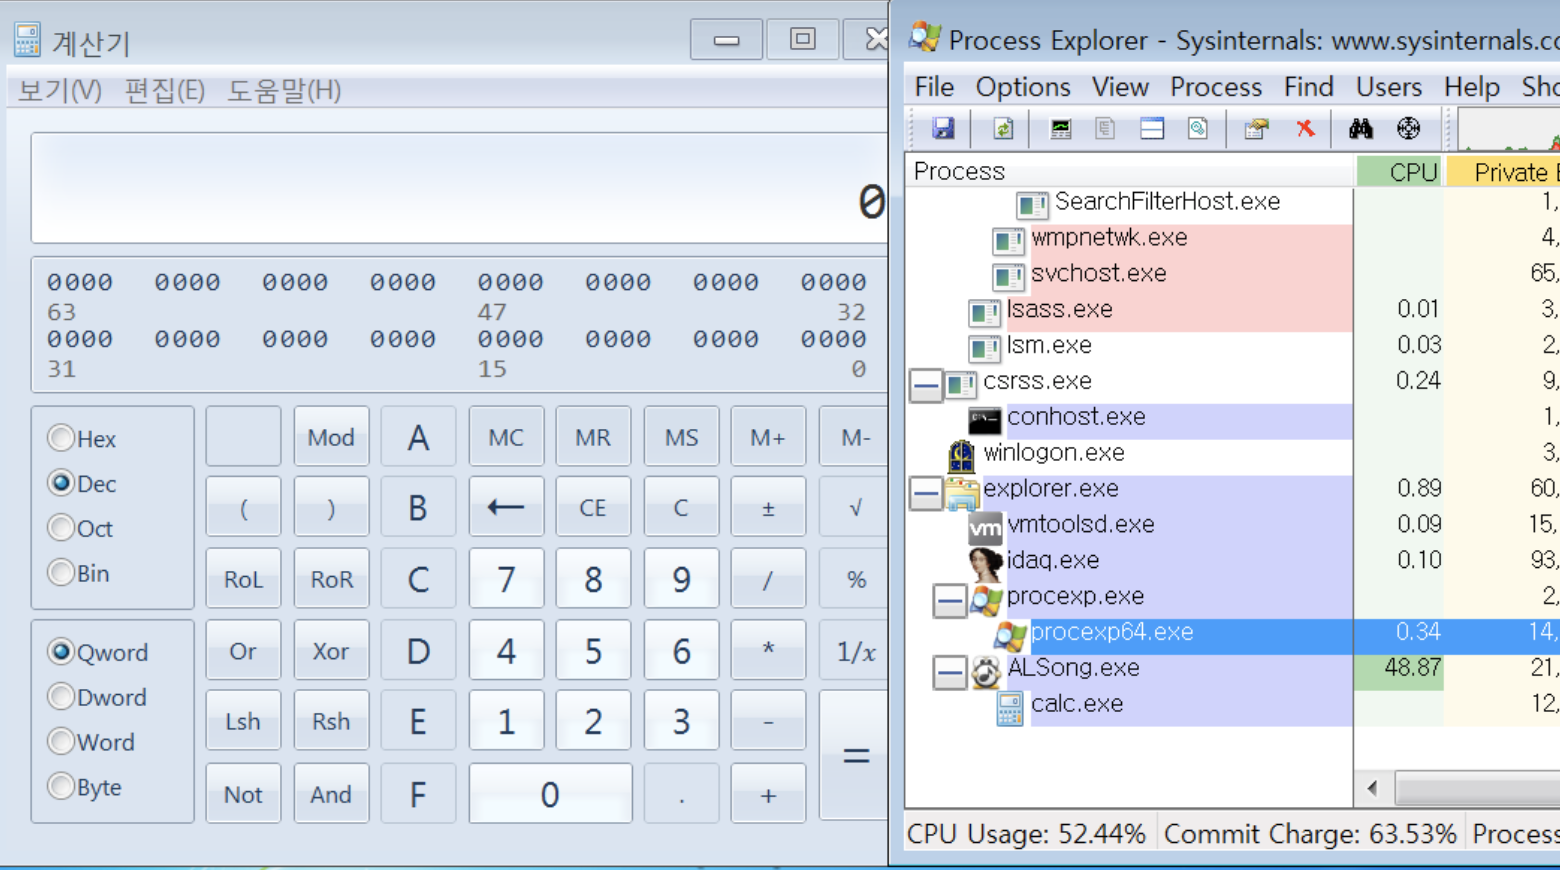 계산기
보기(V) 편집(E) 도움말(H)
0
0000 0000 0000 0000 0000 0000 0000 0000
63 47 32
0000 0000 0000 0000 0000 0000 0000 0000
31 15 0
Hex
Dec
Oct
Bin
Qword
Dword
Word
Byte
Mod A MC MR MS M+ M-
( ) B ← CE C ± √
RoL RoR C 7 8 9 / %
Or Xor D 4 5 6 * 1/x
Lsh Rsh E 1 2 3 - =
Not And F 0 . +
Process Explorer - Sysinternals: www.sysinternals.co
File Options View Process Find Users Help Sho
Process CPU Private
SearchFilterHost.exe 1,
wmpnetwk.exe 4,
svchost.exe 65,
lsass.exe 0.01 3,
lsm.exe 0.03 2,
csrss.exe 0.24 9,
conhost.exe 1,
winlogon.exe 3,
explorer.exe 0.89 60,
vm vmtoolsd.exe 0.09 15,
idaq.exe 0.10 93,
procexp.exe 2,
procexp64.exe 0.34 14,
ALSong.exe 48.87 21,
calc.exe 12,
CPU Usage: 52.44% Commit Charge: 63.53% Process